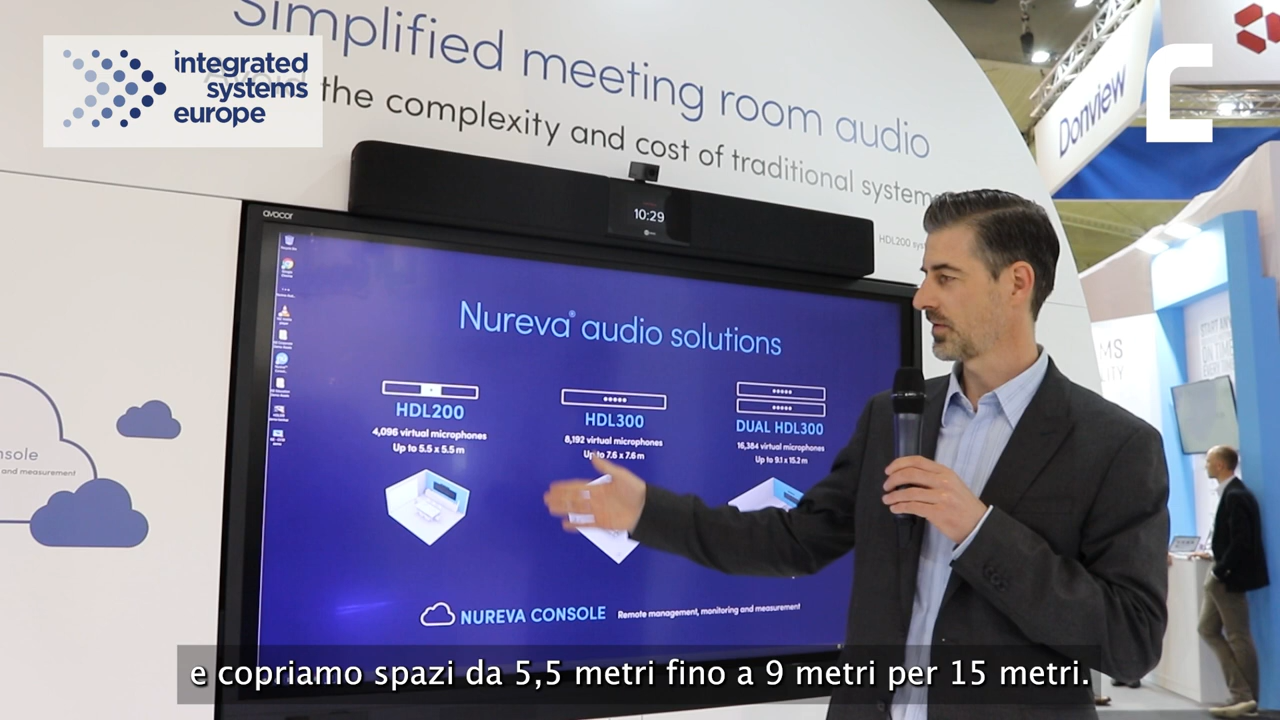 Simplified meeting room audio
the complexity and cost of traditional systems
integrated
systems
europe
Donview
avocor
10:29
HDL200
Nureva® audio solutions
HDL200
4,096 virtual microphones
Up to 5.5 x 5.5 m
HDL300
8,192 virtual microphones
Up to 7.6 x 7.6 m
DUAL HDL300
16,384 virtual microphones
Up to 9.1 x 15.2 m
and measurement
NUREVA CONSOLE Remote management, monitoring and measurement
START ANY
ON TIME
e copriamo spazi da 5,5 metri fino a 9 metri per 15 metri.